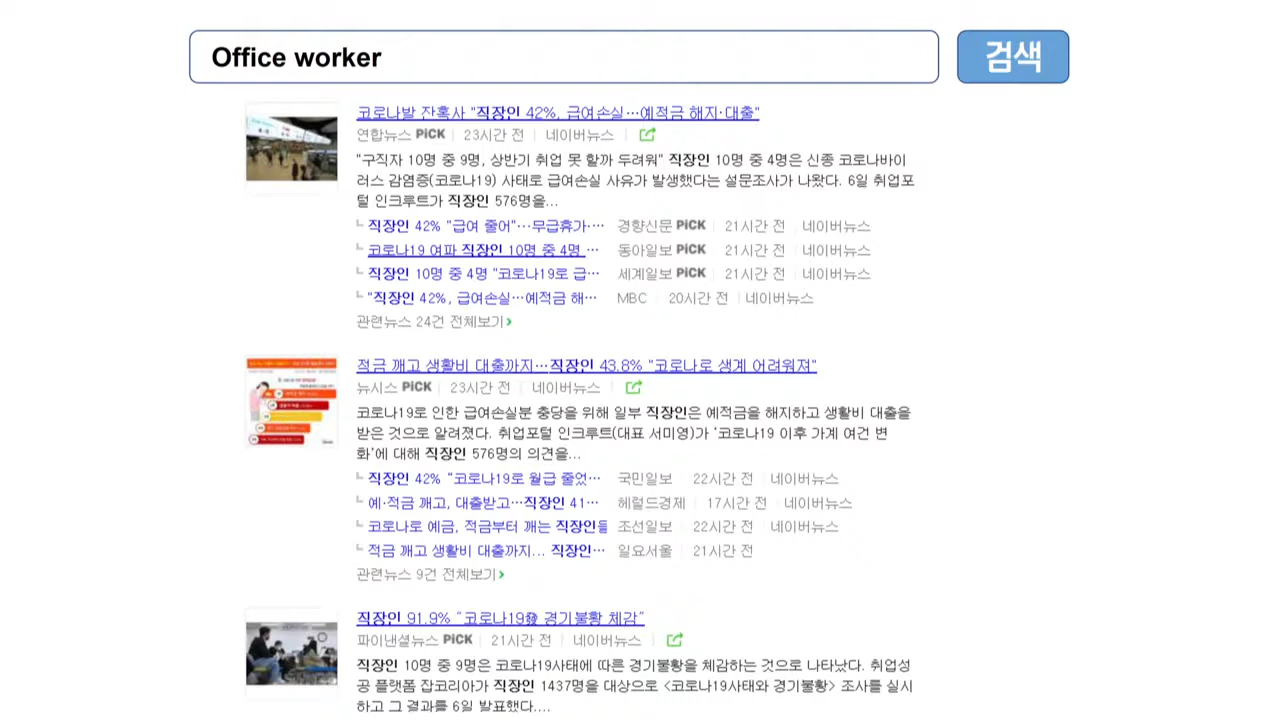 Office worker
검색
코로나발 잔혹사 "직장인 42%, 급여손실…예적금 해지·대출"
연합뉴스 PiCK 23시간 전 네이버뉴스
"구직자 10명 중 9명, 상반기 취업 못 할까 두려워" 직장인 10명 중 4명은 신종 코로나바이
러스 감염증(코로나19) 사태로 급여손실 사유가 발생했다는 설문조사가 나왔다. 6일 취업포
털 인크루트가 직장인 576명을...
직장인 42% "급여 줄어"…무급휴가·… 경향신문 PiCK 21시간 전 네이버뉴스
코로나19 여파 직장인 10명 중 4명 … 동아일보 PiCK 21시간 전 네이버뉴스
직장인 10명 중 4명 "코로나19로 급… 세계일보 PiCK 21시간 전 네이버뉴스
"직장인 42%, 급여손실…예적금 해… MBC 20시간 전 네이버뉴스
관련뉴스 24건 전체보기
적금 깨고 생활비 대출까지…직장인 43.8% "코로나로 생계 어려워져"
뉴시스 PiCK 23시간 전 네이버뉴스
코로나19로 인한 급여손실분 충당을 위해 일부 직장인은 예적금을 해지하고 생활비 대출을
받은 것으로 알려졌다. 취업포털 인크루트(대표 서미영)가 '코로나19 이후 가계 여건 변
화'에 대해 직장인 576명의 의견을...
직장인 42% "코로나19로 월급 줄었… 국민일보 22시간 전 네이버뉴스
예·적금 깨고, 대출받고…직장인 41… 헤럴드경제 17시간 전 네이버뉴스
코로나로 예금, 적금부터 깨는 직장인들 조선일보 22시간 전 네이버뉴스
적금 깨고 생활비 대출까지... 직장인… 일요서울 21시간 전
관련뉴스 9건 전체보기
직장인 91.9% "코로나19發 경기불황 체감"
파이낸셜뉴스 PiCK 21시간 전 네이버뉴스
직장인 10명 중 9명은 코로나19사태에 따른 경기불황을 체감하는 것으로 나타났다. 취업성
공 플랫폼 잡코리아가 직장인 1437명을 대상으로 <코로나19사태와 경기불황> 조사를 실시
하고 그 결과를 6일 발표했다....